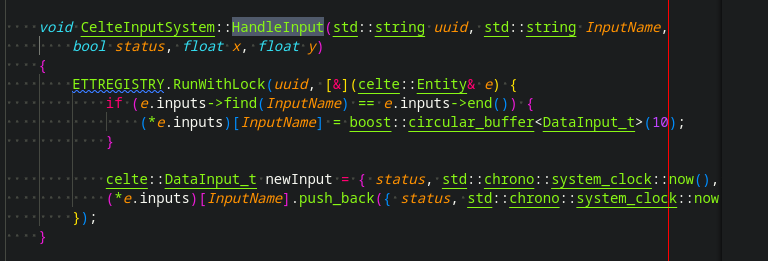 void CelteInputSystem::HandleInput(std::string uuid, std::string InputName,
bool status, float x, float y)
{
ETTREGISTRY.RunWithLock(uuid, [&](celte::Entity& e) {
if (e.inputs->find(InputName) == e.inputs->end()) {
(*e.inputs)[InputName] = boost::circular_buffer<DataInput_t>(10);
}
celte::DataInput_t newInput = { status, std::chrono::system_clock::now(),
(*e.inputs)[InputName].push_back({ status, std::chrono::system_clock::now
});
}